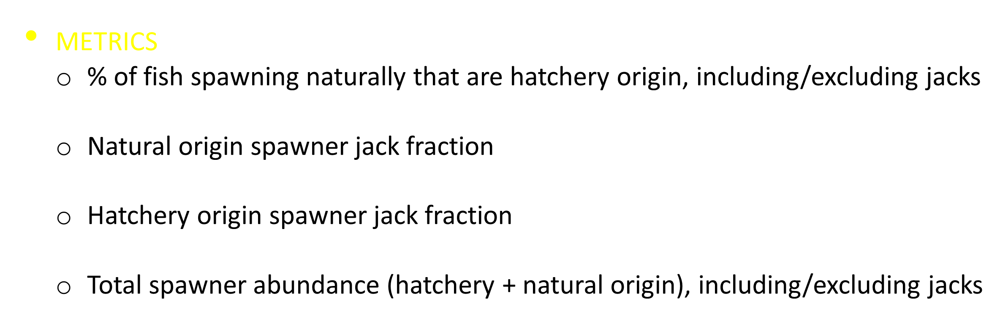 • METRICS
o % of fish spawning naturally that are hatchery origin, including/excluding jacks
o Natural origin spawner jack fraction
o Hatchery origin spawner jack fraction
o Total spawner abundance (hatchery + natural origin), including/excluding jacks